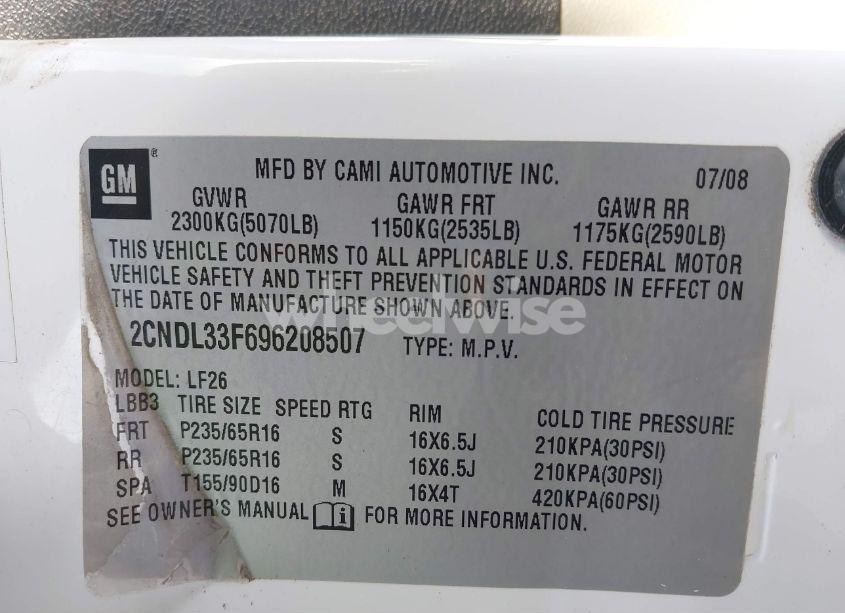 GM ®
MFD BY CAMI AUTOMOTIVE INC. 07/08
GVWR GAWR FRT GAWR RR
2300KG(5070LB) 1150KG(2535LB) 1175KG(2590LB)
THIS VEHICLE CONFORMS TO ALL APPLICABLE U.S. FEDERAL MOTOR
VEHICLE SAFETY AND THEFT PREVENTION STANDARDS IN EFFECT ON
THE DATE OF MANUFACTURE SHOWN ABOVE.
wheelwise
2CNDL33F696208507 TYPE: M.P.V.
MODEL: LF26
LBB3 TIRE SIZE SPEED RTG RIM COLD TIRE PRESSURE
FRT P235/65R16 S 16X6.5J 210KPA(30PSI)
RR P235/65R16 S 16X6.5J 210KPA(30PSI)
SPA T155/90D16 M 16X4T 420KPA(60PSI)
SEE OWNER'S MANUAL i FOR MORE INFORMATION.